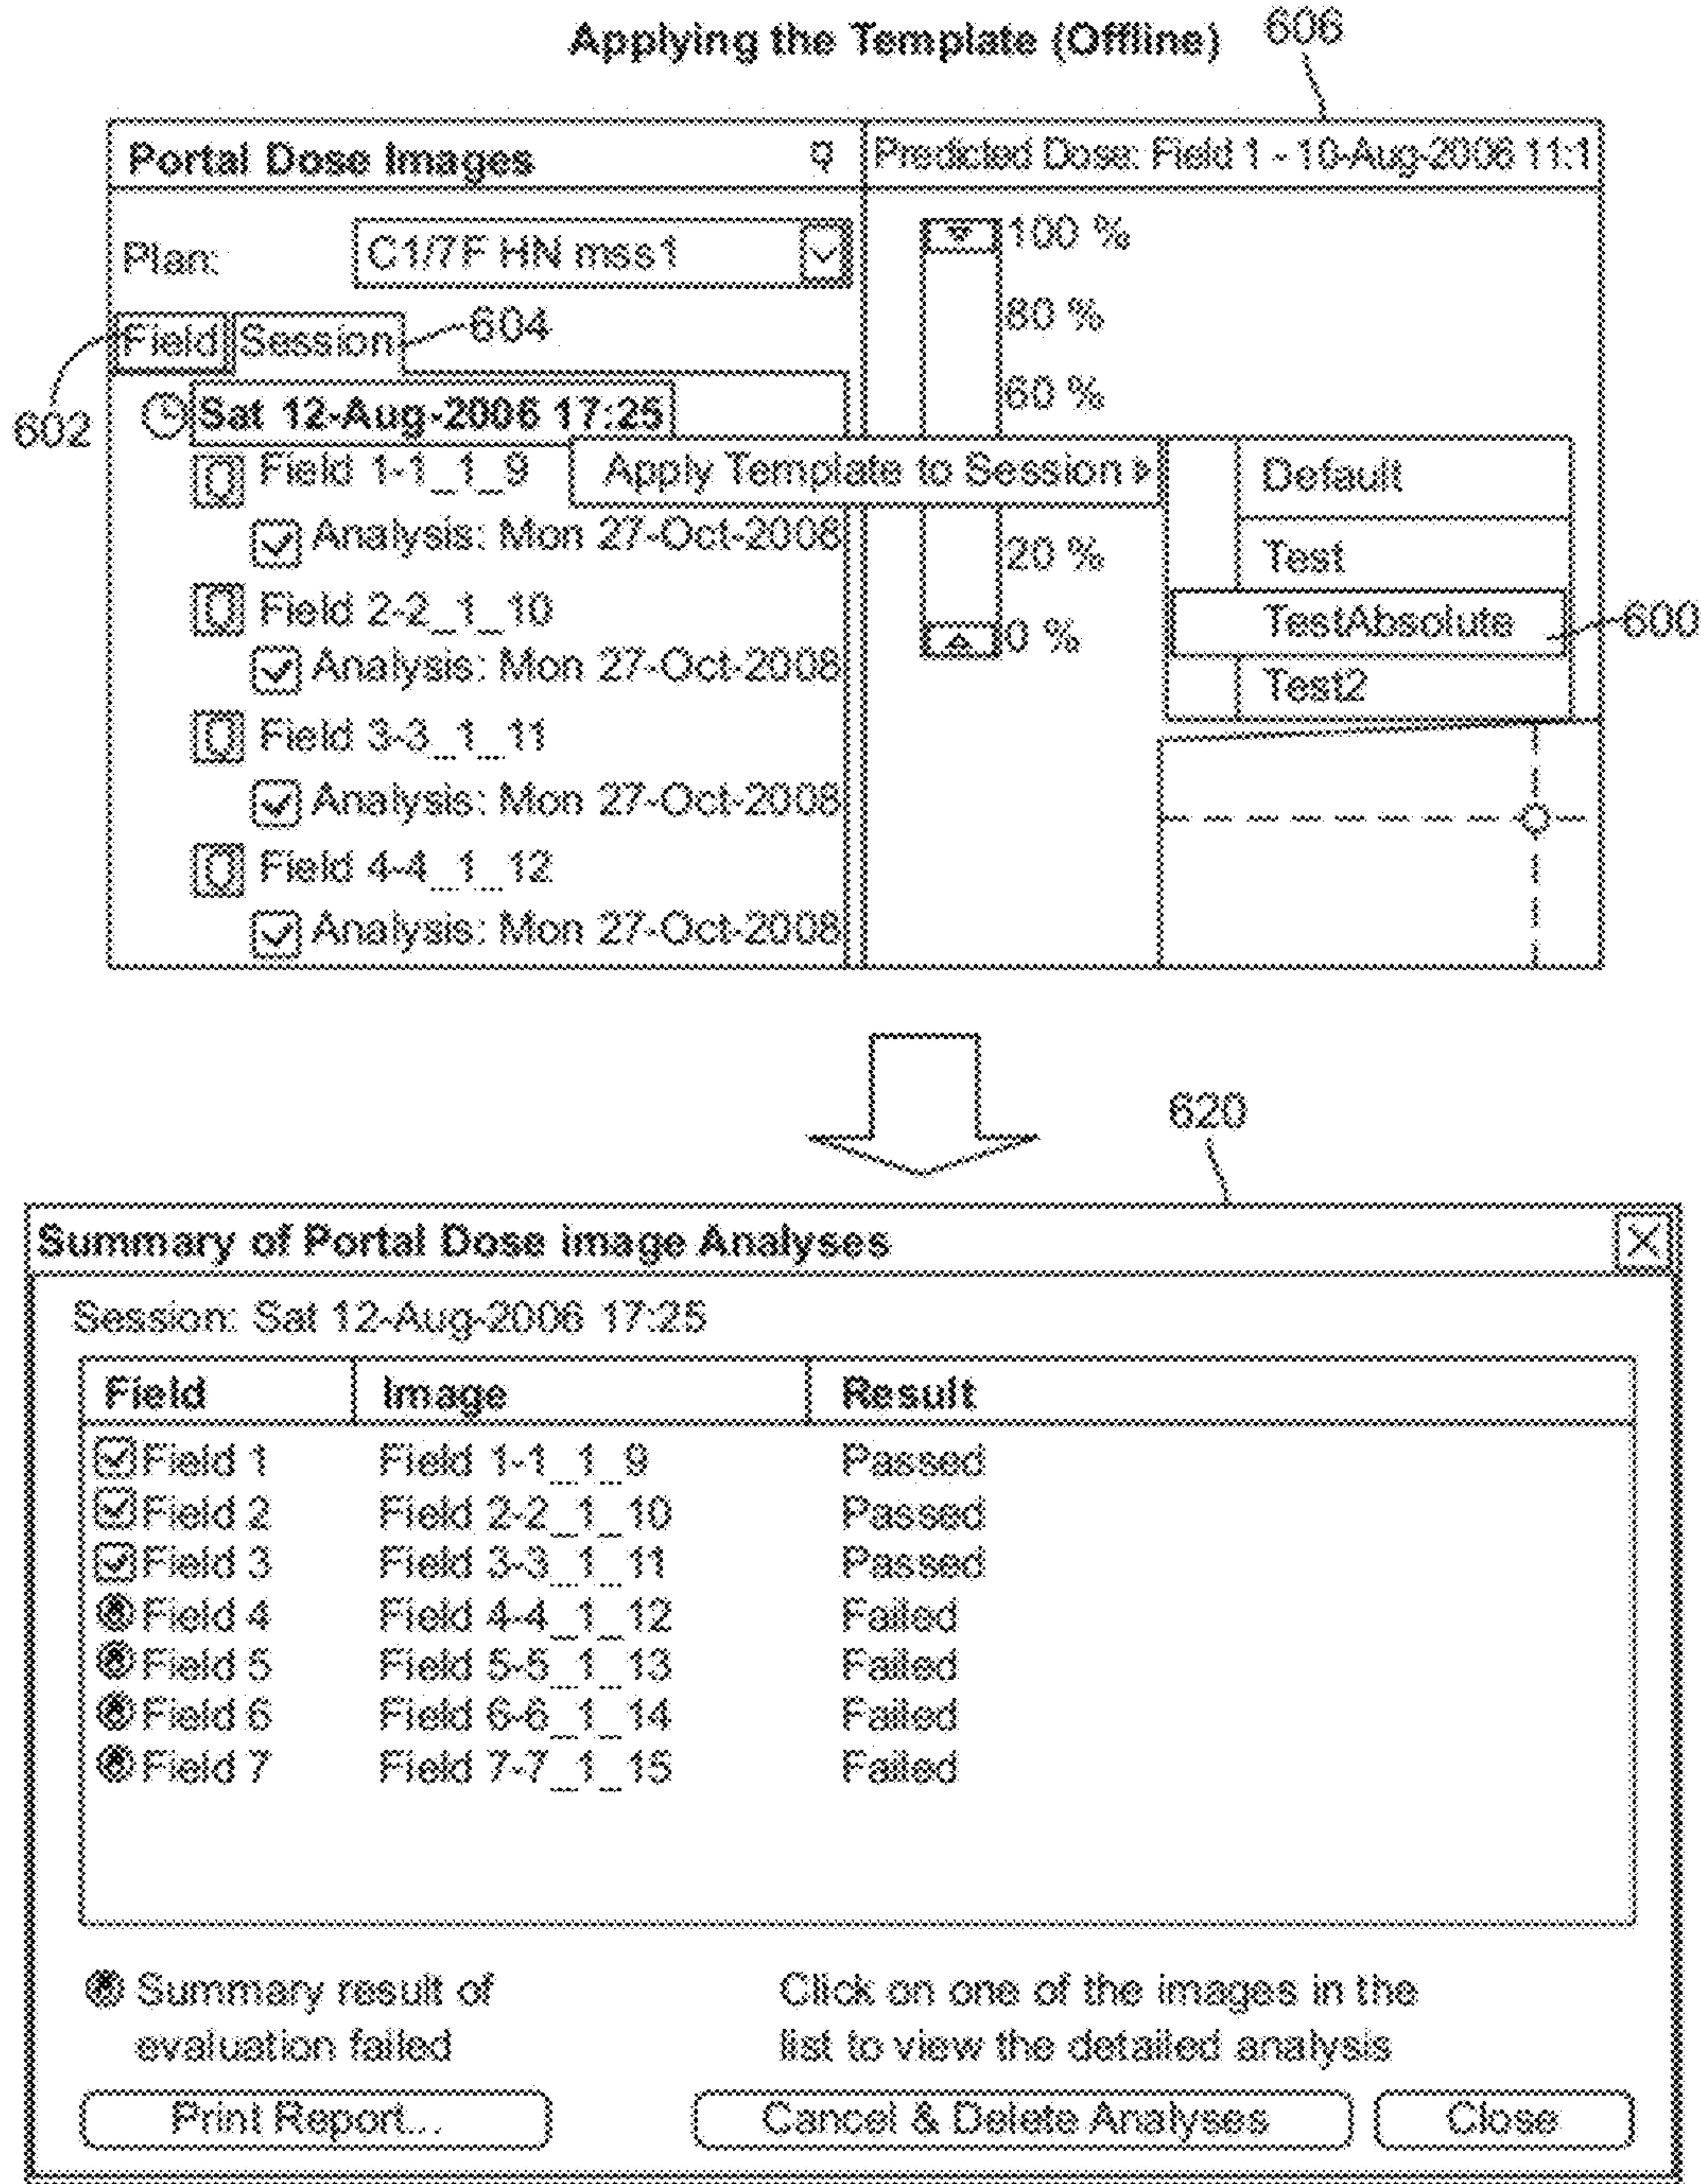 Applying the Template (Offline)
606
Portal Dose Images
Predicted Dose: Field 1 - 10-Aug-2006 11:1
Plan:
C1/7F HN mss1
100 %
80 %
60 %
20 %
0 %
Field
Session
604
602
Sat 12-Aug-2006 17:25
Field 1-1_1_9
Apply Template to Session
Default
Test
TestAbsolute
600
Test2
Analysis: Mon 27-Oct-2008
Field 2-2_1_10
Analysis: Mon 27-Oct-2008
Field 3-3_1_11
Analysis: Mon 27-Oct-2008
Field 4-4_1_12
Analysis: Mon 27-Oct-2008
620
Summary of Portal Dose image Analyses
Session: Sat 12-Aug-2006 17:25
Field Image Result
Field 1 Field 1-1_1_9 Passed
Field 2 Field 2-2_1_10 Passed
Field 3 Field 3-3_1_11 Passed
Field 4 Field 4-4_1_12 Failed
Field 5 Field 5-5_1_13 Failed
Field 6 Field 6-6_1_14 Failed
Field 7 Field 7-7_1_15 Failed
Summary result of
evaluation failed
Click on one of the images in the
list to view the detailed analysis
Print Report...
Cancel & Delete Analyses
Close